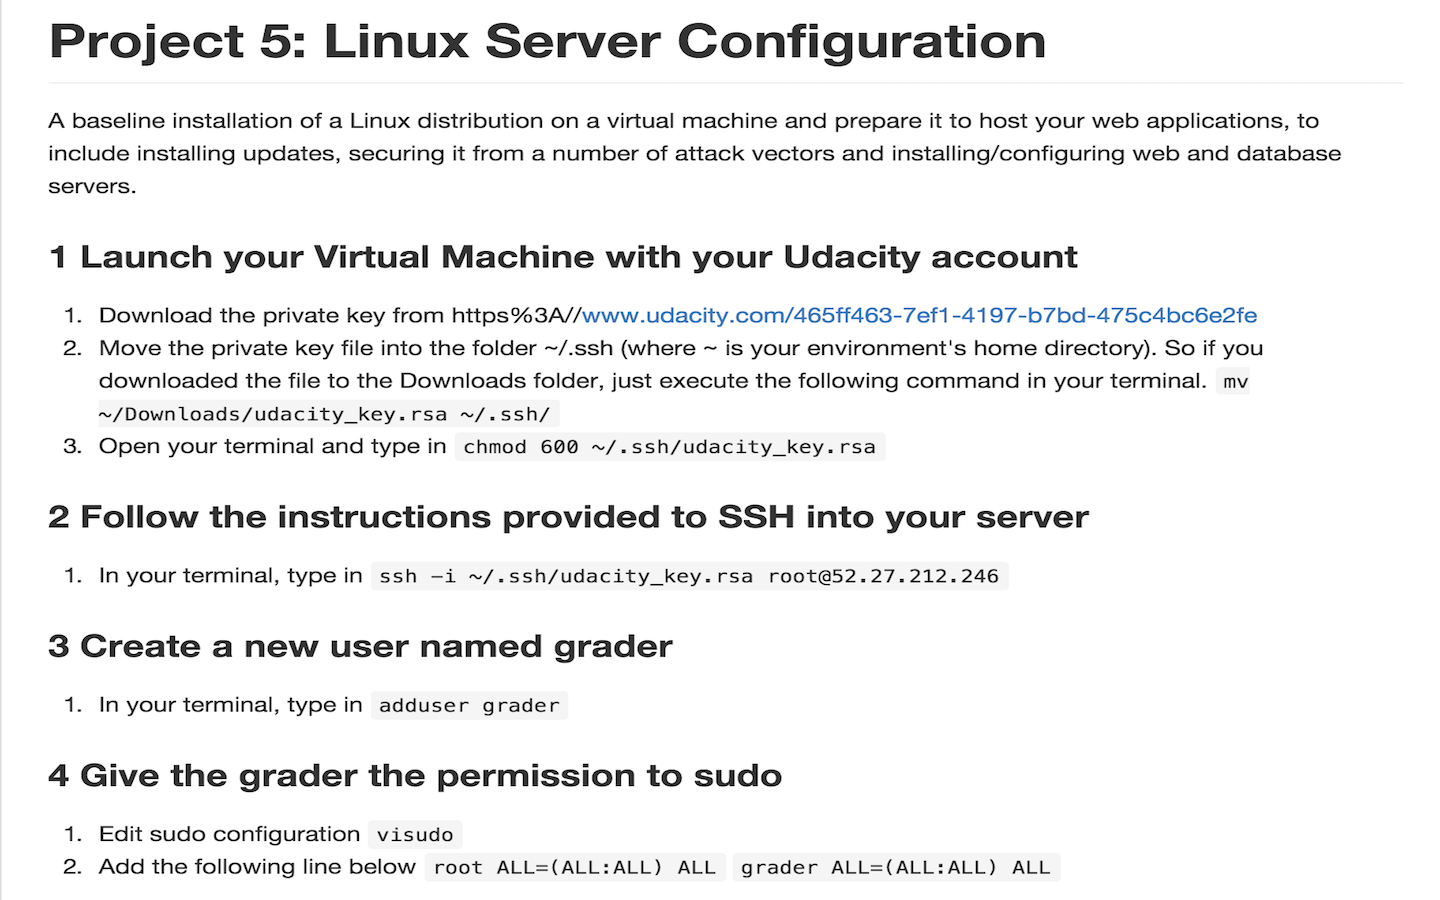 Project 5: Linux Server Configuration
A baseline installation of a Linux distribution on a virtual machine and prepare it to host your web applications, to
include installing updates, securing it from a number of attack vectors and installing/configuring web and database
servers.
1 Launch your Virtual Machine with your Udacity account
1. Download the private key from https%3A//www.udacity.com/465ff463-7ef1-4197-b7bd-475c4bc6e2fe
2. Move the private key file into the folder ~/.ssh (where ~ is your environment's home directory). So if you
downloaded the file to the Downloads folder, just execute the following command in your terminal. mv
~/Downloads/udacity_key.rsa ~/.ssh/
3. Open your terminal and type in chmod 600 ~/.ssh/udacity_key.rsa
2 Follow the instructions provided to SSH into your server
1. In your terminal, type in ssh –i ~/.ssh/udacity_key.rsa root@52.27.212.246
3 Create a new user named grader
1. In your terminal, type in adduser grader
4 Give the grader the permission to sudo
1. Edit sudo configuration visudo
2. Add the following line below root ALL=(ALL:ALL) ALL grader ALL=(ALL:ALL) ALL